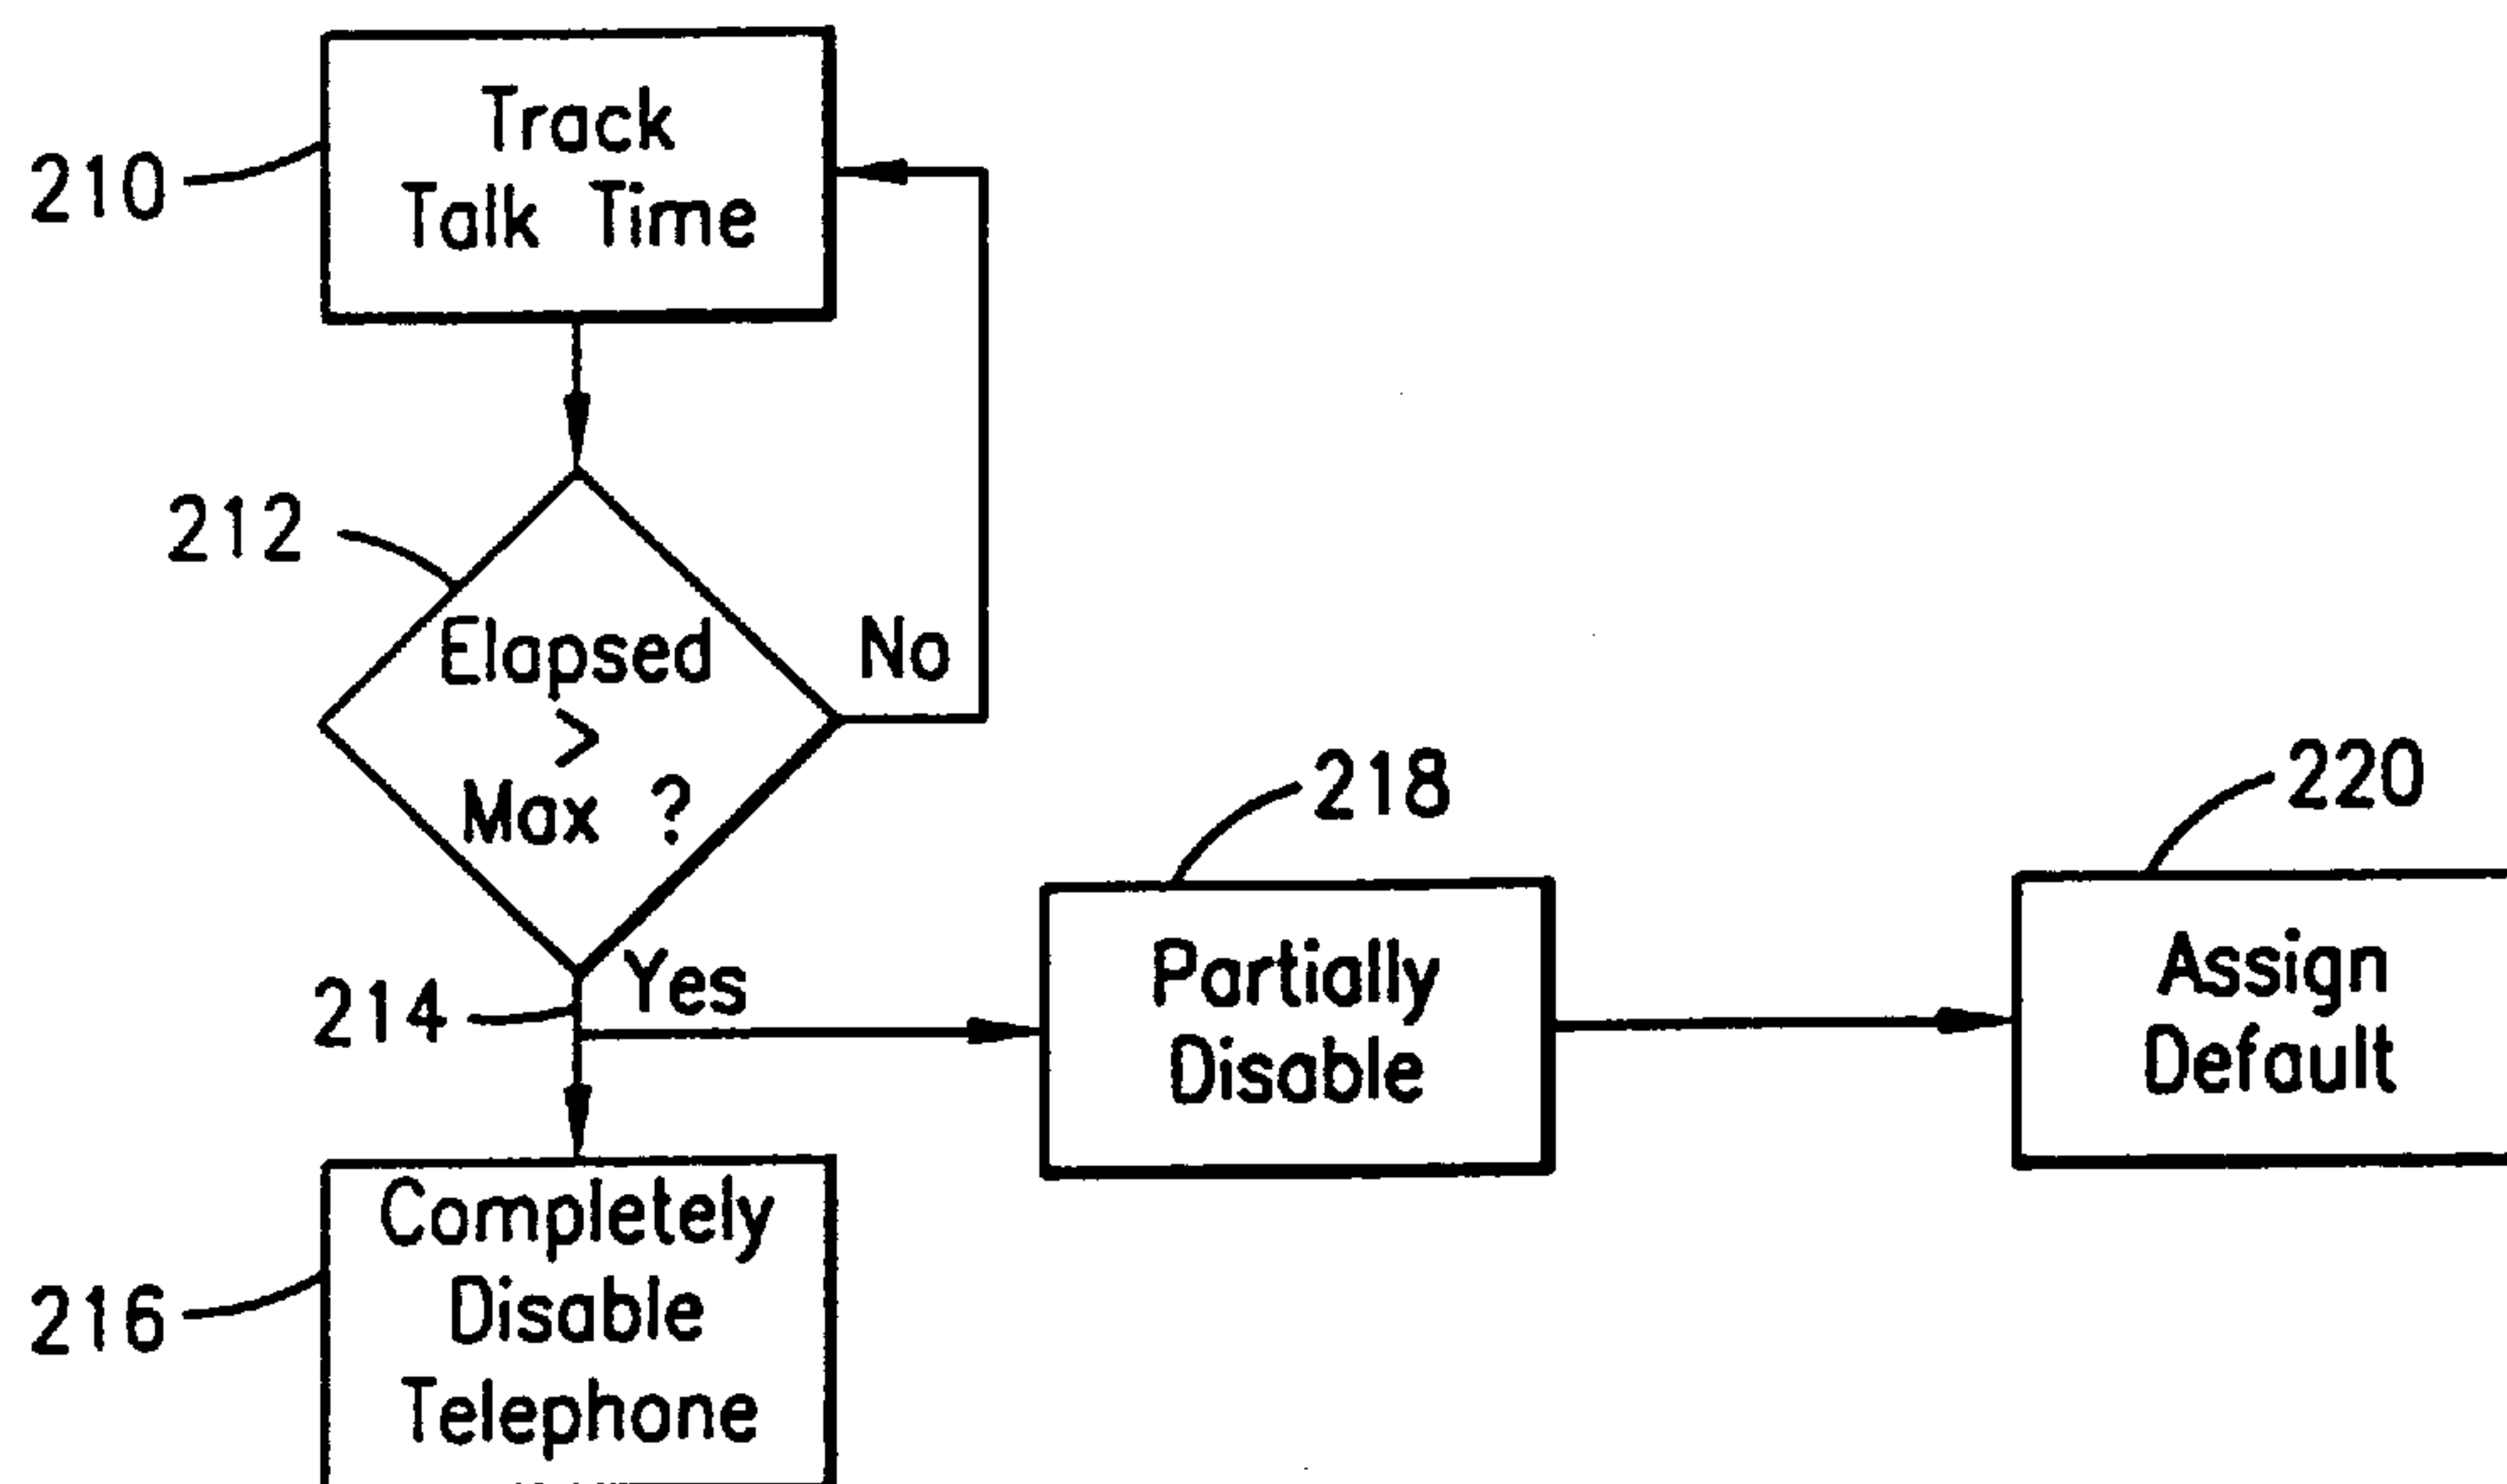 210
Track
Talk Time
212
Elapsed
>
Max ?
No
Yes
214
218
Partially
Disable
220
Assign
Default
216
Completely
Disable
Telephone